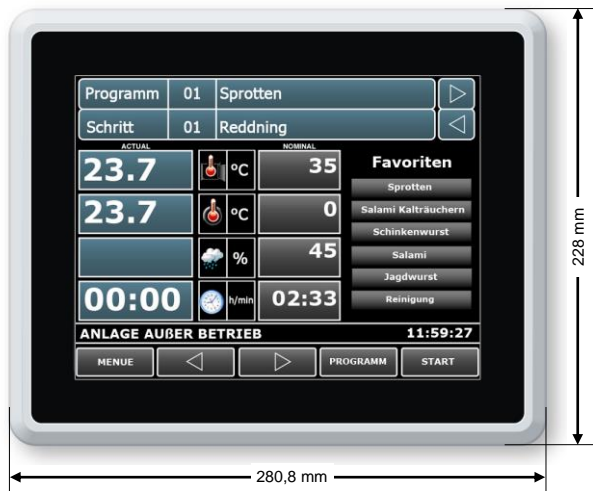 Programm 01 Sprotten
Schritt 01 Reddning
ACTUAL NOMINAL
23.7 °C 35
23.7 °C 0
% 45
00:00 h/min 02:33
Favoriten
Sprotten
Salami Kalträuchern
Schinkenwurst
Salami
Jagdwurst
Reinigung
ANLAGE AUßER BETRIEB 11:59:27
MENUE PROGRAMM START
228 mm
280,8 mm